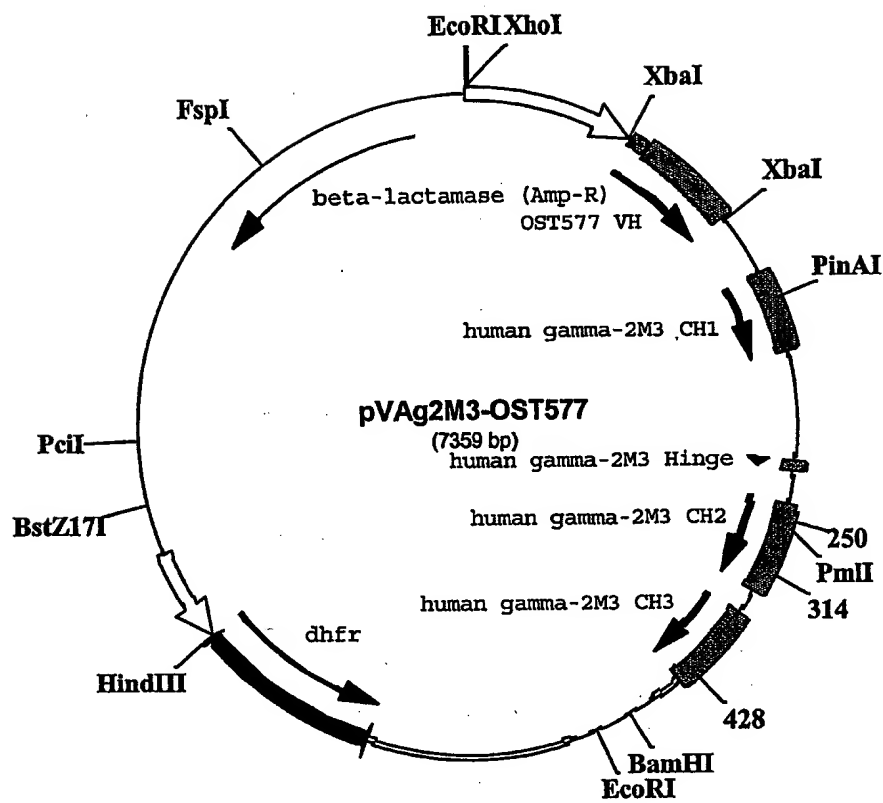 EcoRI XhoI
XbaI
FspI
XbaI
beta-lactamase (Amp-R)
OST577 VH
PinAI
human gamma-2M3 CH1
pVAg2M3-OST577
(7359 bp)
PciI
human gamma-2M3 Hinge
human gamma-2M3 CH2
BstZ17I
250
PmlI
human gamma-2M3 CH3
314
dhfr
HindIII
428
BamHI
EcoRI